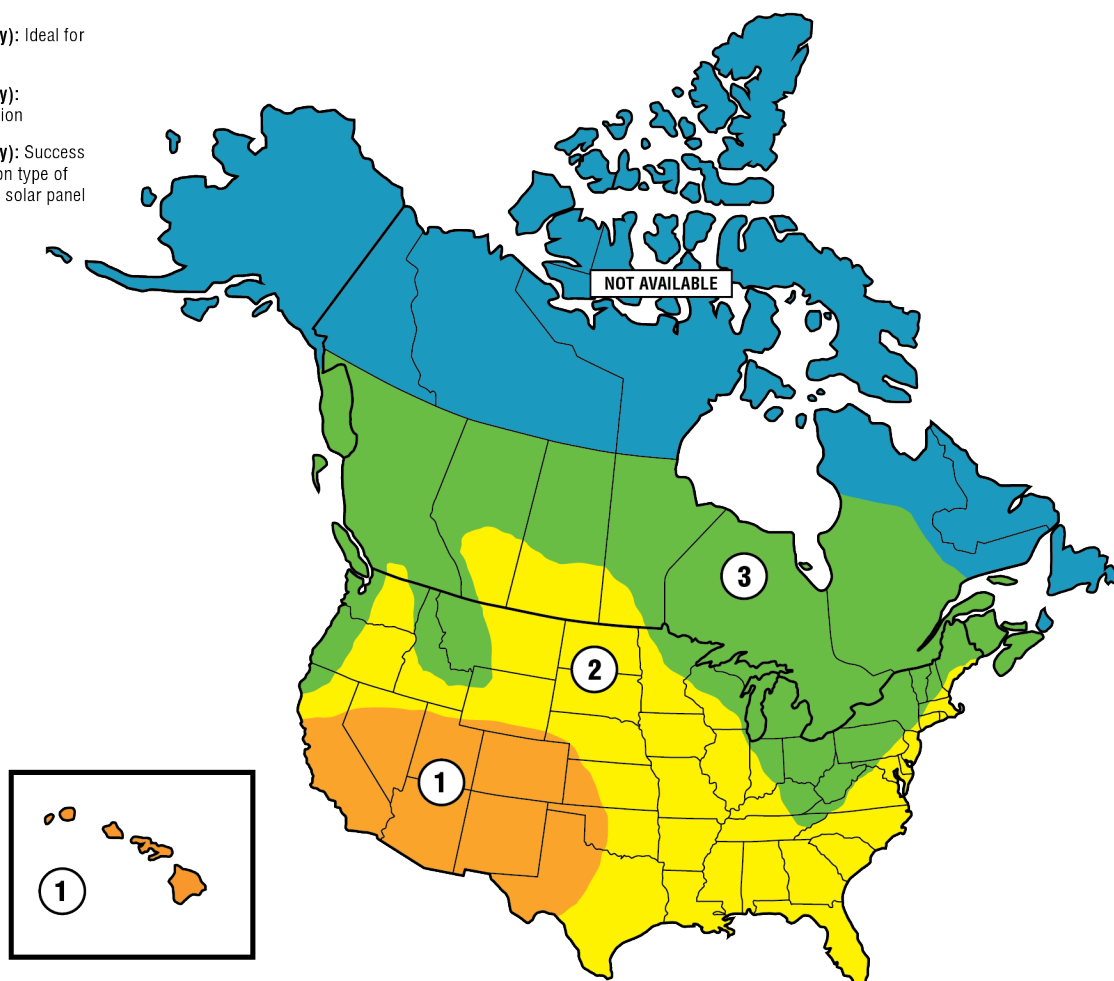 y): Ideal for
y):
ion
y): Success
on type of
solar panel
NOT AVAILABLE
3
2
1
1